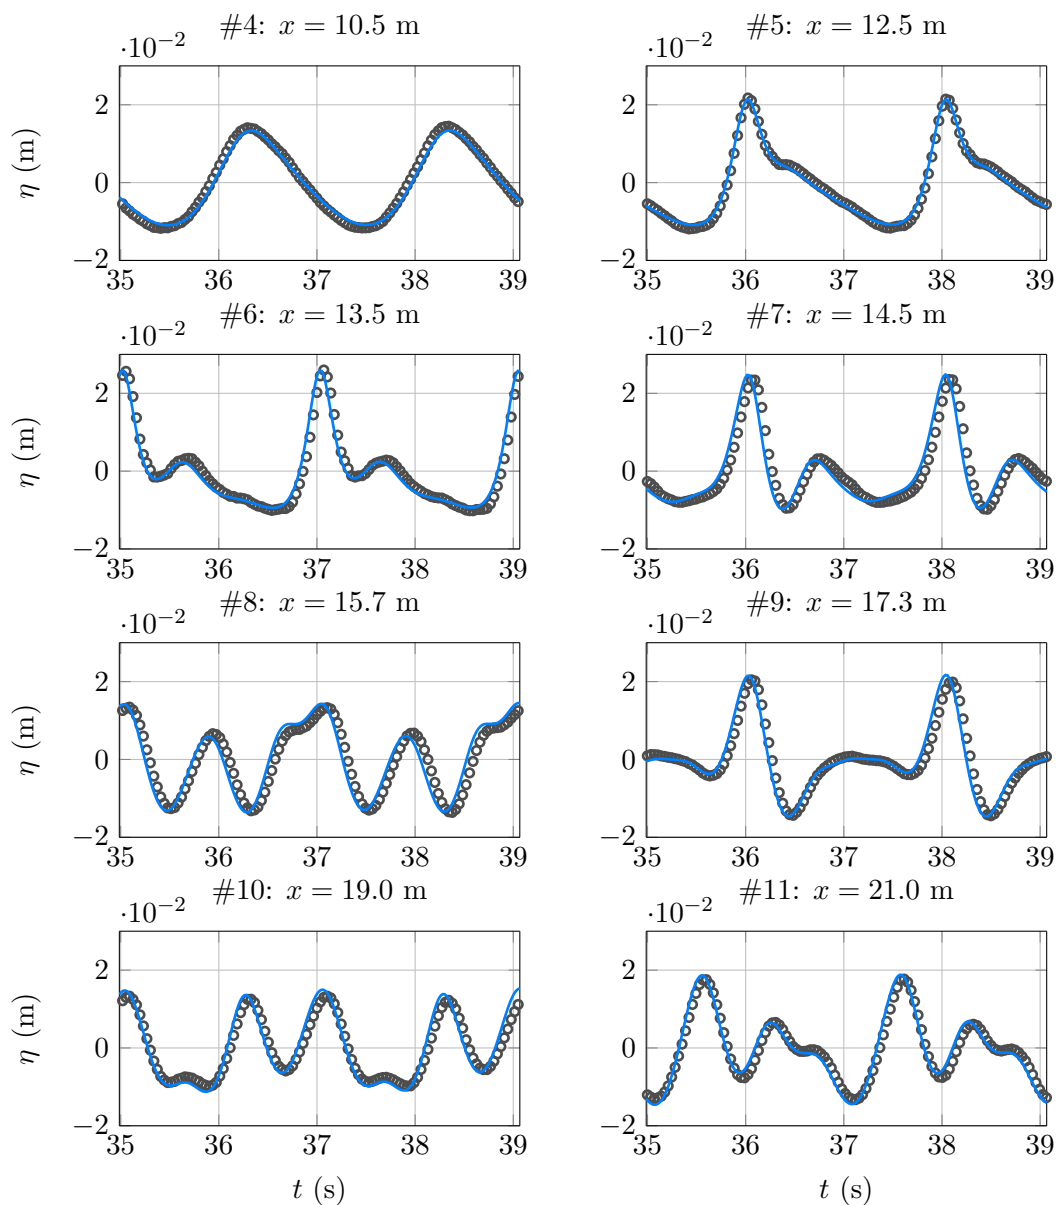 #4: x = 10.5 m
#5: x = 12.5 m
·10−2
·10−2
2
0
−2
η (m)
35 36 37 38 39
2
0
−2
35 36 37 38 39
#6: x = 13.5 m
#7: x = 14.5 m
·10−2
·10−2
2
0
−2
η (m)
35 36 37 38 39
2
0
−2
35 36 37 38 39
#8: x = 15.7 m
#9: x = 17.3 m
·10−2
·10−2
2
0
−2
η (m)
35 36 37 38 39
2
0
−2
35 36 37 38 39
#10: x = 19.0 m
#11: x = 21.0 m
·10−2
·10−2
2
0
−2
η (m)
35 36 37 38 39
2
0
−2
35 36 37 38 39
t (s)
t (s)